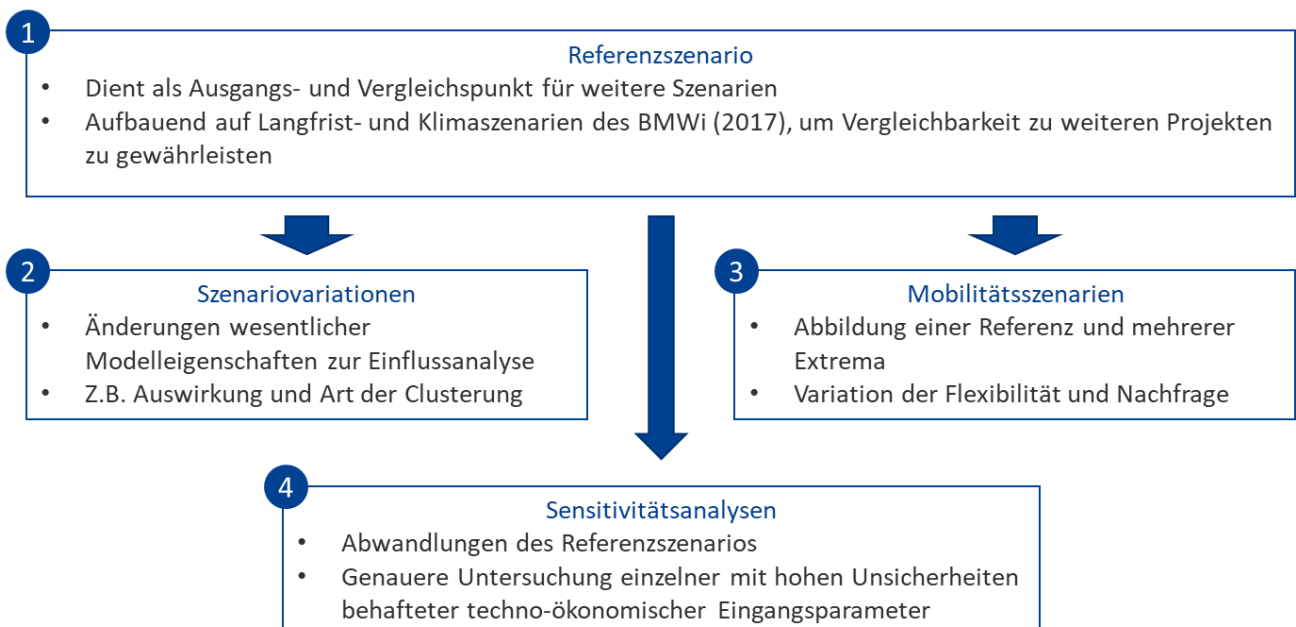 1
Referenzszenario
• Dient als Ausgangs- und Vergleichspunkt für weitere Szenarien
• Aufbauend auf Langfrist- und Klimaszenarien des BMWi (2017), um Vergleichbarkeit zu weiteren Projekten
zu gewährleisten
2
Szenariovariationen
• Änderungen wesentlicher
Modelleigenschaften zur Einflussanalyse
• Z.B. Auswirkung und Art der Clusterung
3
Mobilitätsszenarien
• Abbildung einer Referenz und mehrerer
Extrema
• Variation der Flexibilität und Nachfrage
4
Sensitivitätsanalysen
• Abwandlungen des Referenzszenarios
• Genauere Untersuchung einzelner mit hohen Unsicherheiten
behafteter techno-ökonomischer Eingangsparameter